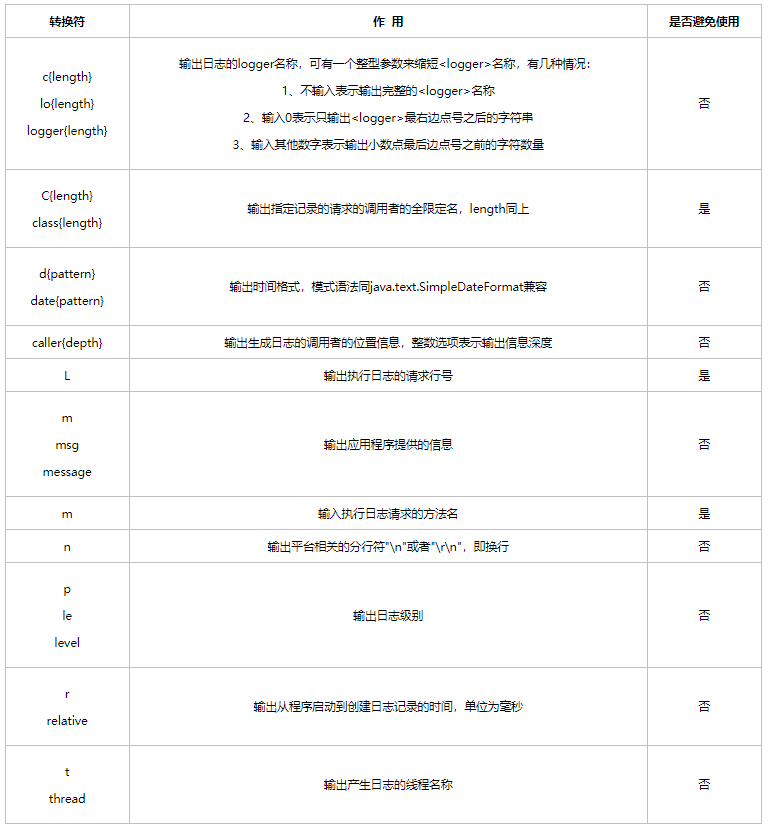 转换符 作 用 是否避免使用
c{length}
lo{length}
logger{length}
输出日志的logger名称，可有一个整型参数来缩短<logger>名称，有几种情况：
1、不输入表示输出完整的<logger>名称
2、输入0表示只输出<logger>最右边点号之后的字符串
3、输入其他数字表示输出小数点最后边点号之前的字符数量
否
C{length}
class{length}
输出指定记录的请求的调用者的全限定名，length同上
是
d{pattern}
date{pattern}
输出时间格式，模式语法同java.text.SimpleDateFormat兼容
否
caller{depth} 输出生成日志的调用者的位置信息，整数选项表示输出信息深度 否
L 输出执行日志的请求行号 是
m
msg
message
输出应用程序提供的信息
否
m 输入执行日志请求的方法名 是
n 输出平台相关的分行符"\n"或者"\r\n"，即换行 否
p
le
level
输出日志级别
否
r
relative
输出从程序启动到创建日志记录的时间，单位为毫秒
否
t
thread
输出产生日志的线程名称
否